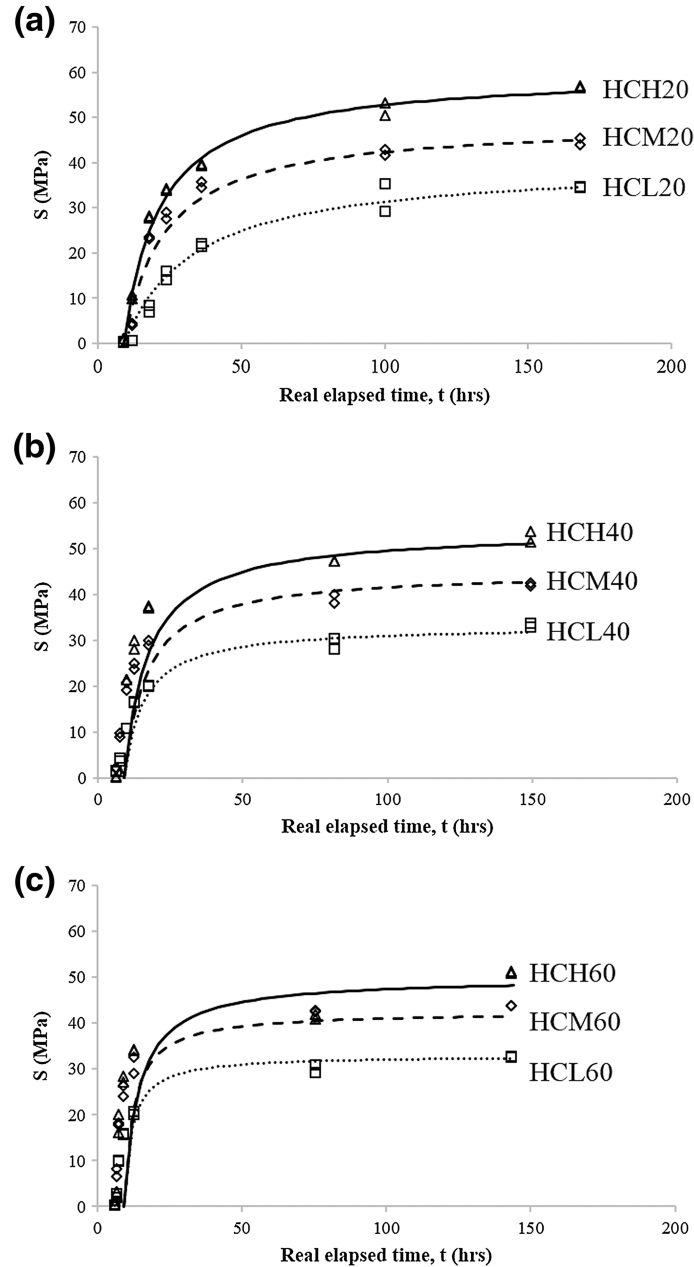 (a)
70
60
50
40
30
20
10
0
S (MPa)
HCH20
HCM20
HCL20
0 50 100 150 200
Real elapsed time, t (hrs)
(b)
70
60
50
40
30
20
10
0
S (MPa)
HCH40
HCM40
HCL40
0 50 100 150 200
Real elapsed time, t (hrs)
(c)
70
60
50
40
30
20
10
0
S (MPa)
HCH60
HCM60
HCL60
0 50 100 150 200
Real elapsed time, t (hrs)